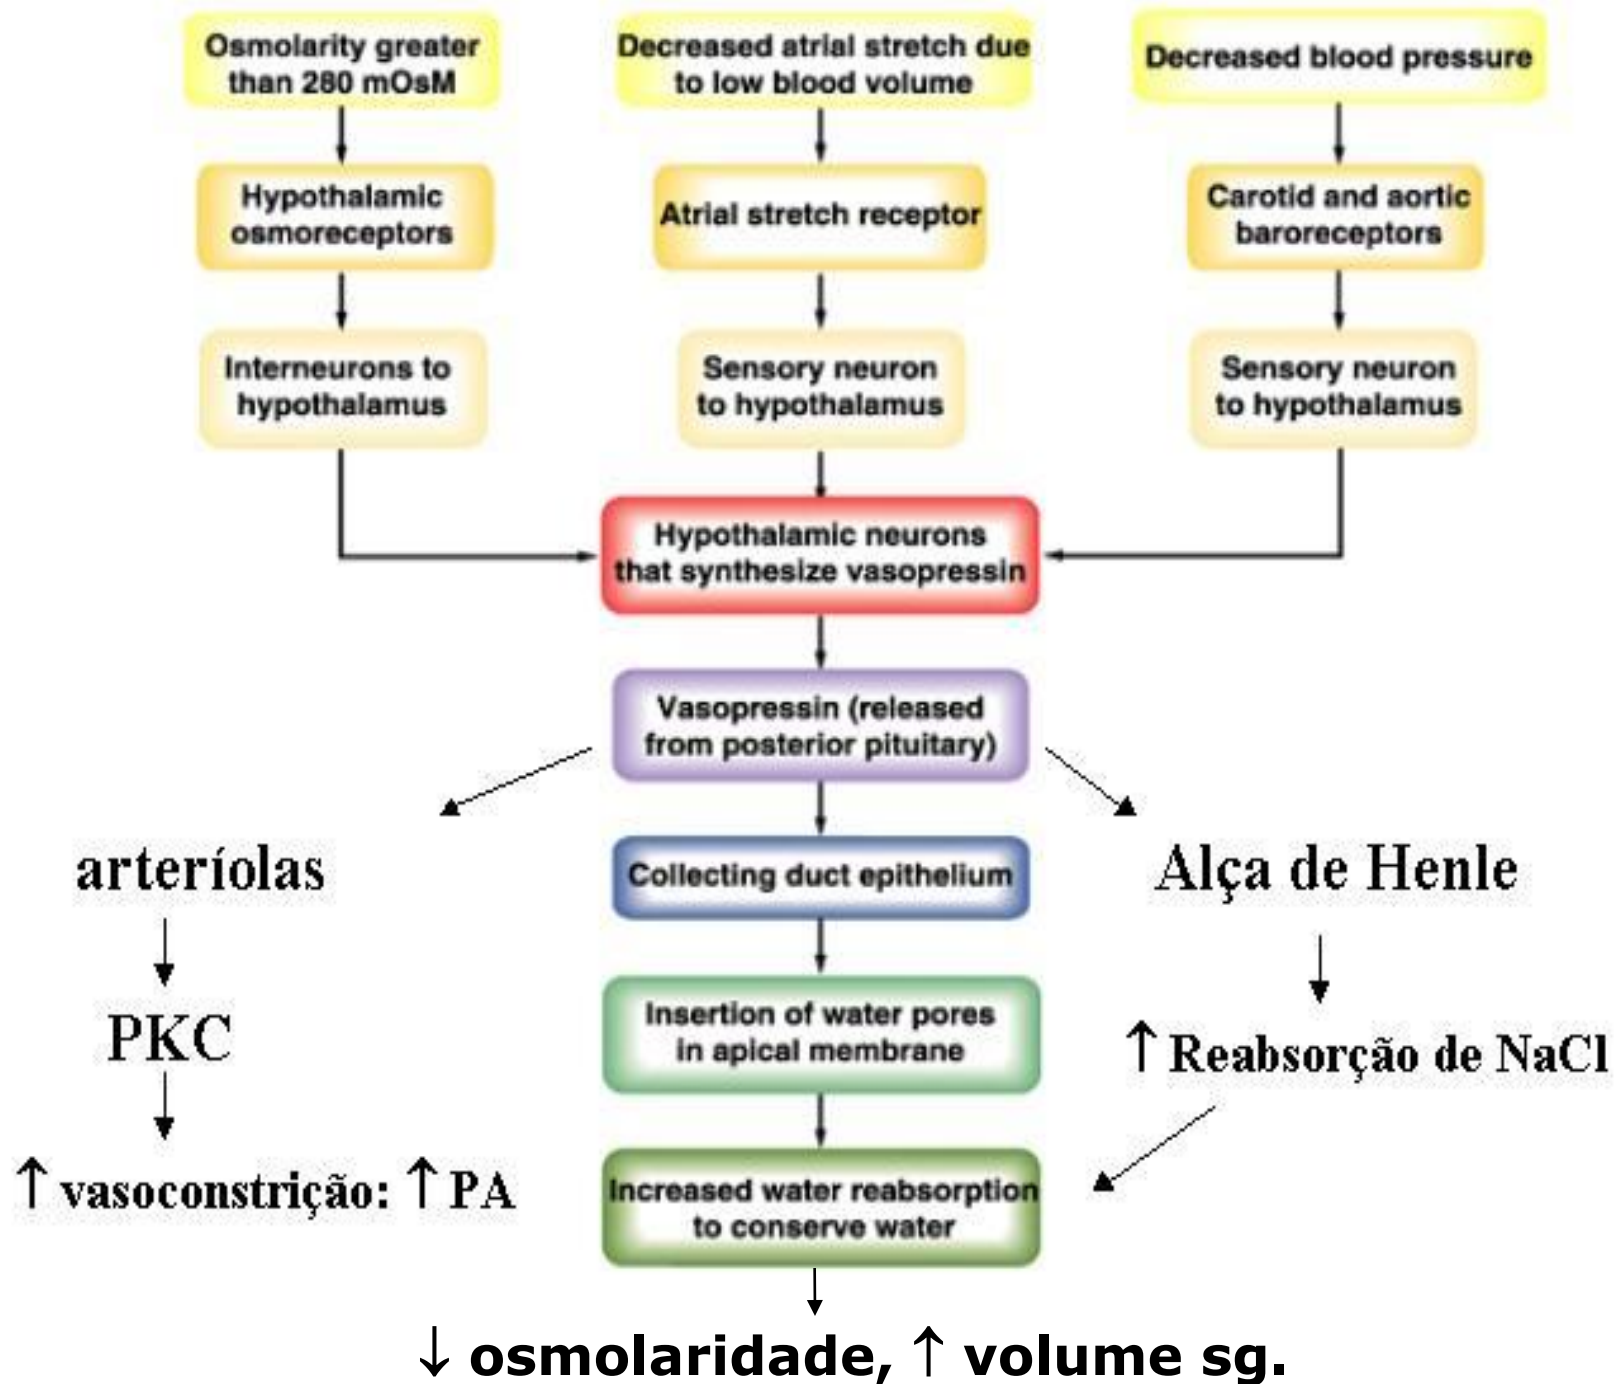 Osmolarity greater
than 280 mOsM
Decreased atrial stretch due
to low blood volume
Decreased blood pressure
Hypothalamic
osmoreceptors
Atrial stretch receptor
Carotid and aortic
baroreceptors
Interneurons to
hypothalamus
Sensory neuron
to hypothalamus
Sensory neuron
to hypothalamus
Hypothalamic neurons
that synthesize vasopressin
Vasopressin (released
from posterior pituitary)
arteríolas
Collecting duct epithelium
Alça de Henle
PKC
Insertion of water pores
in apical membrane
↑ Reabsorção de NaCl
↑ vasoconstrição: ↑ PA
Increased water reabsorption
to conserve water
↓ osmolaridade, ↑ volume sg.